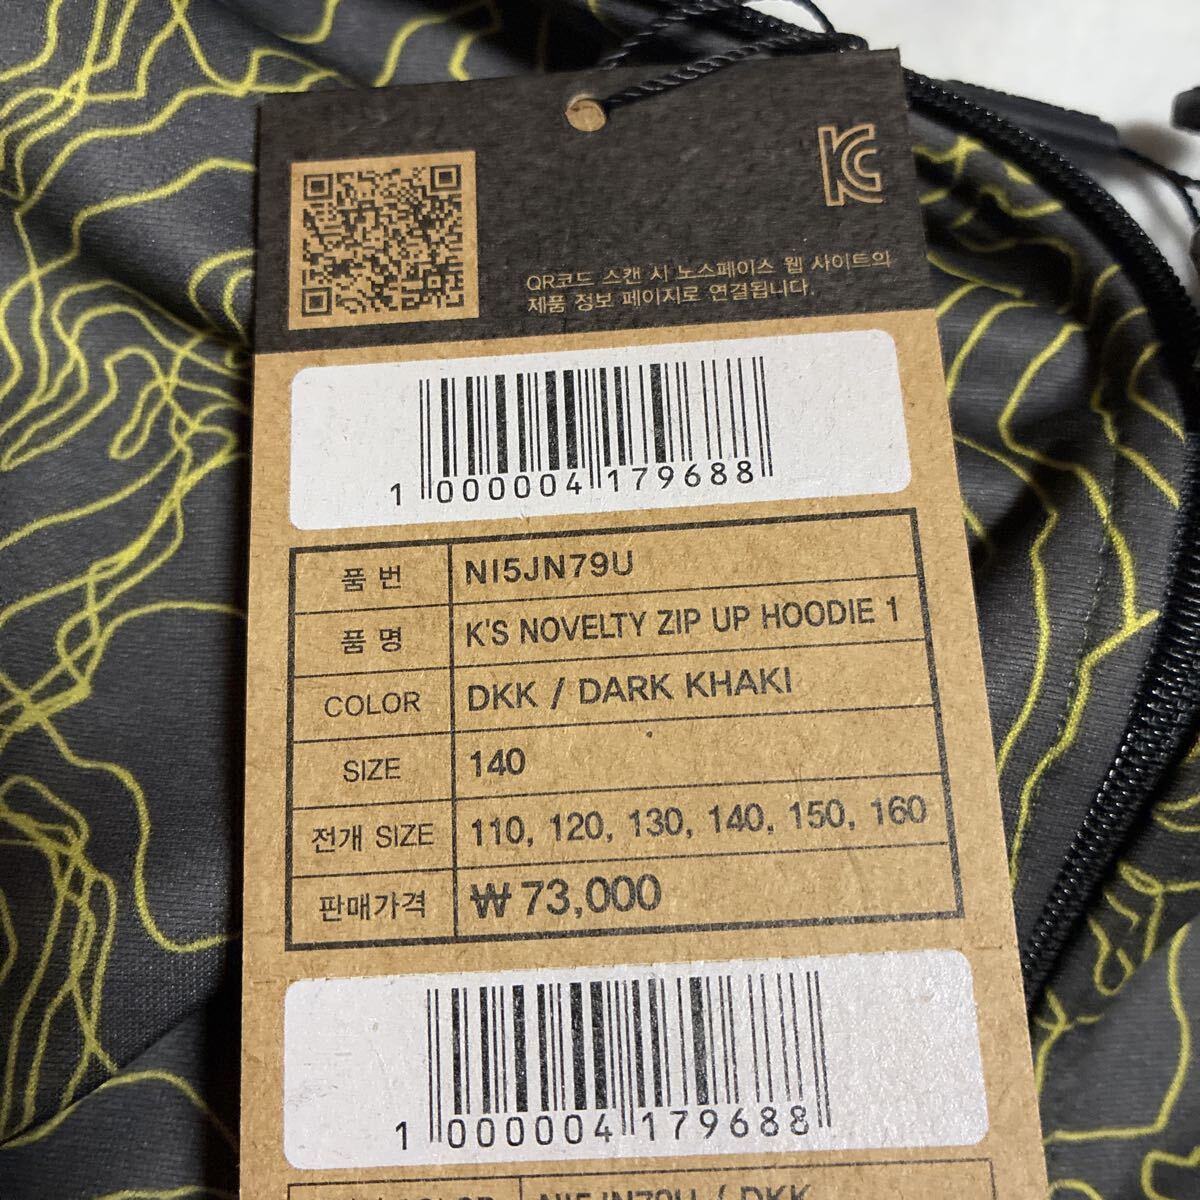 KC
QR코드 스캔 시 노스페이스 웹 사이트의
제품 정보 페이지로 연결됩니다.
1 000004 179688
품 번 NI5JN79U
품 명 K'S NOVELTY ZIP UP HOODIE 1
COLOR DKK / DARK KHAKI
SIZE 140
전개 SIZE 110, 120, 130, 140, 150, 160
판매가격 ₩73,000
1 000004 179688
COLOR NI5JN79U / DKK